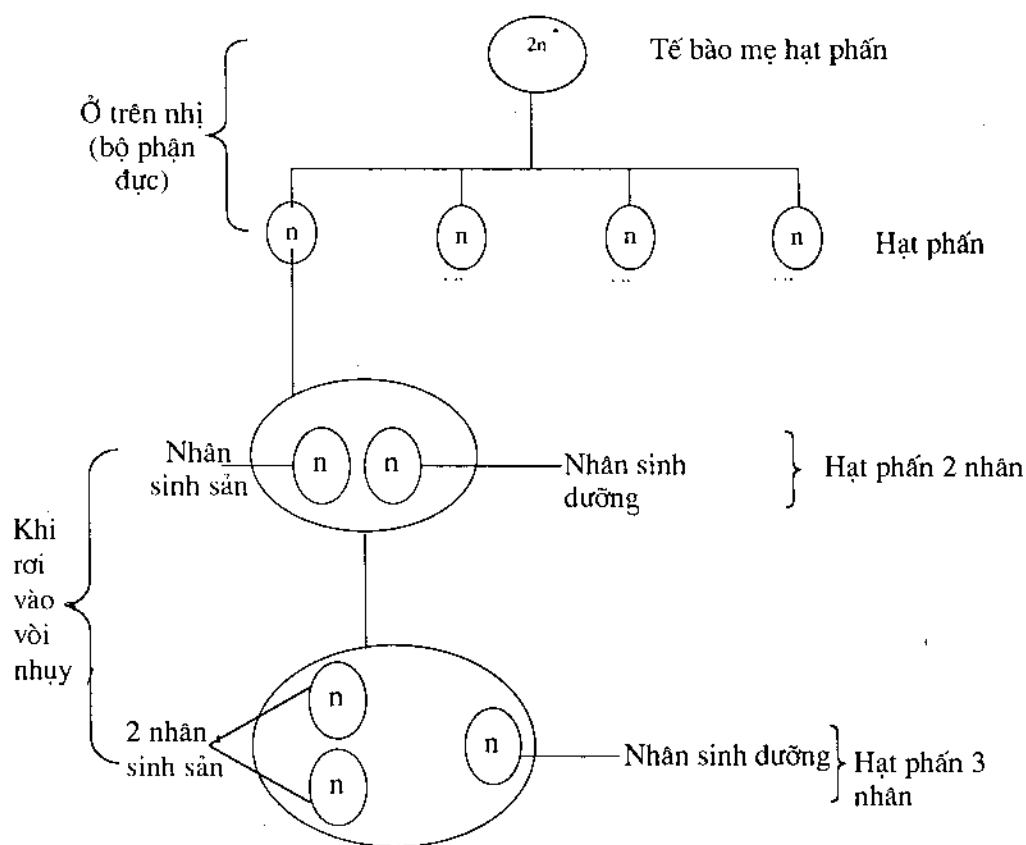 2n
Tế bào mẹ hạt phấn
Ở trên nhị
(bộ phận
đực)
n
n
n
n
Hạt phấn
Nhân
sinh sản
n
n
Nhân sinh
dưỡng
Hạt phấn 2 nhân
Khi
rơi
vào
vòi
nhụy
n
n
n
2 nhân
sinh sản
Nhân sinh dưỡng
Hạt phấn 3
nhân